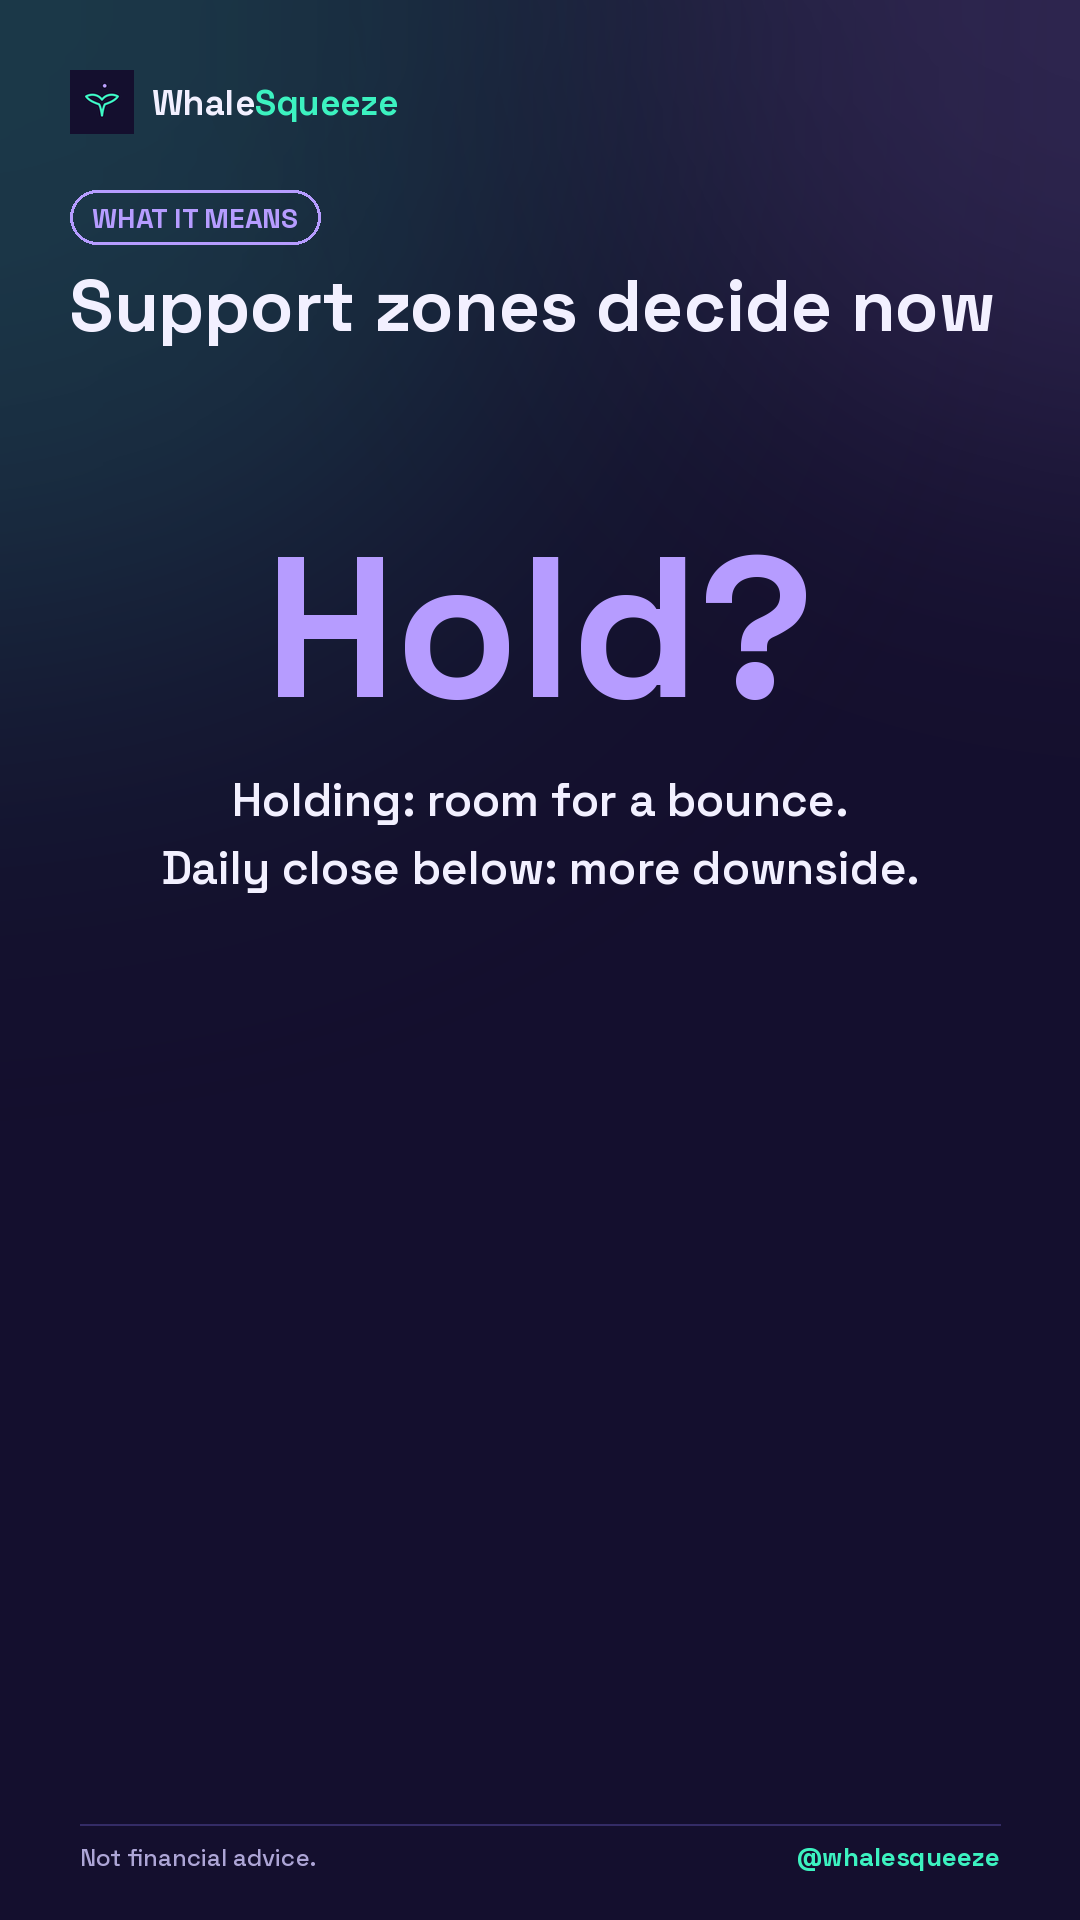 WhaleSqueeze
WHAT IT MEANS
Support zones decide now
Hold?
Holding: room for a bounce.
Daily close below: more downside.
Not financial advice.
@whalesqueeze